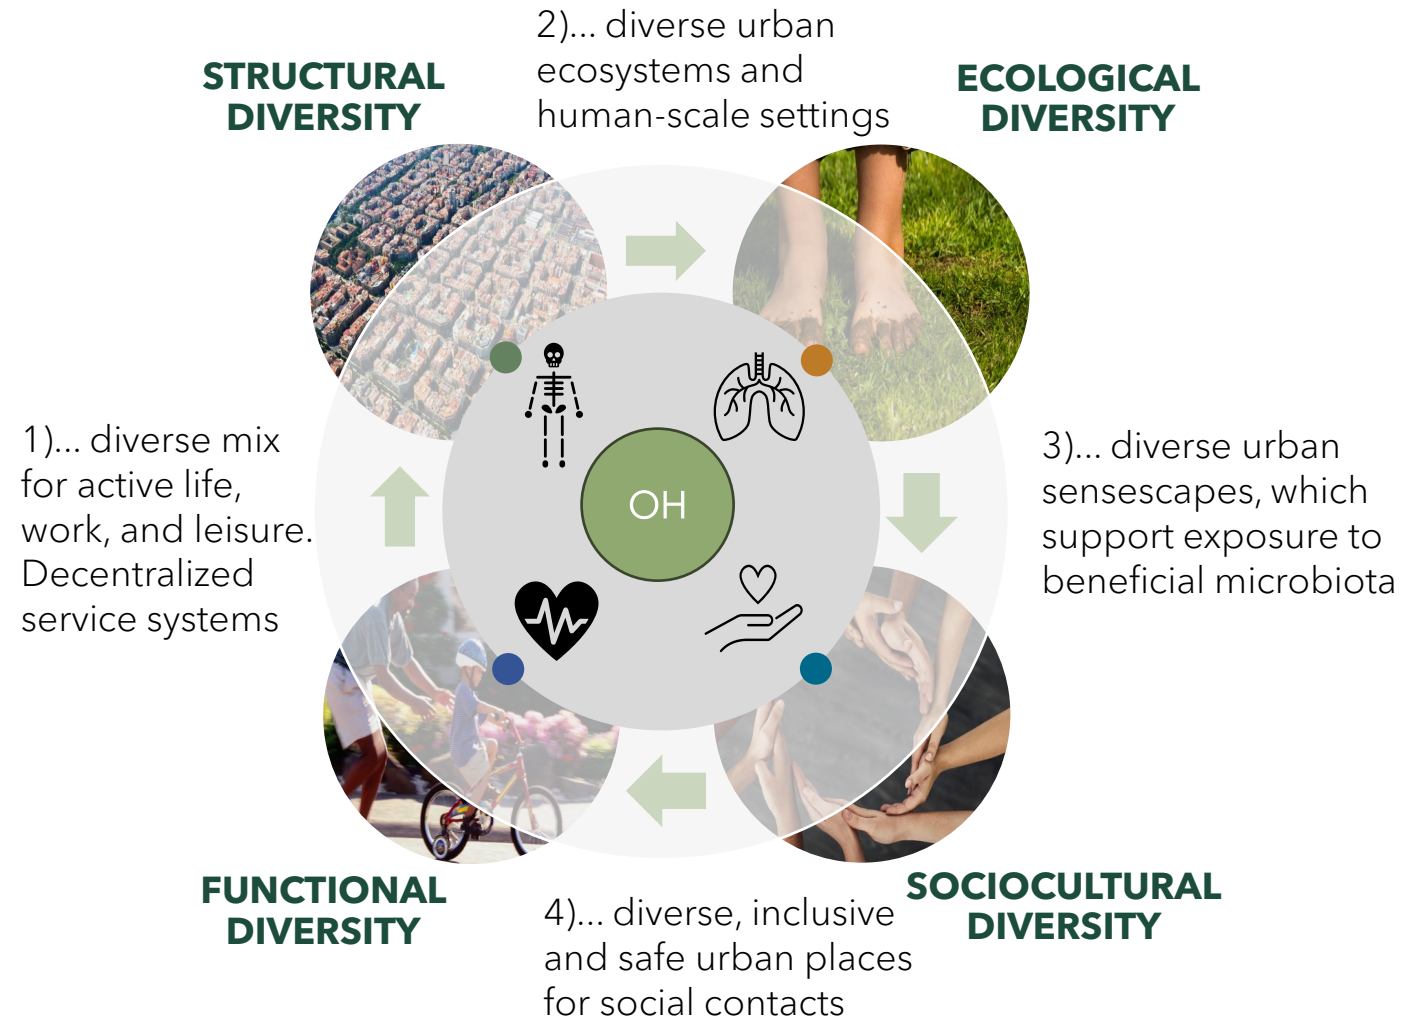 2)... diverse urban
ecosystems and
human-scale settings
STRUCTURAL
DIVERSITY
ECOLOGICAL
DIVERSITY
1)... diverse mix
for active life,
work, and leisure.
Decentralized
service systems
OH
3)... diverse urban
sensescapes, which
support exposure to
beneficial microbiota
FUNCTIONAL
DIVERSITY
4)... diverse, inclusive
and safe urban places
for social contacts
SOCIOCULTURAL
DIVERSITY